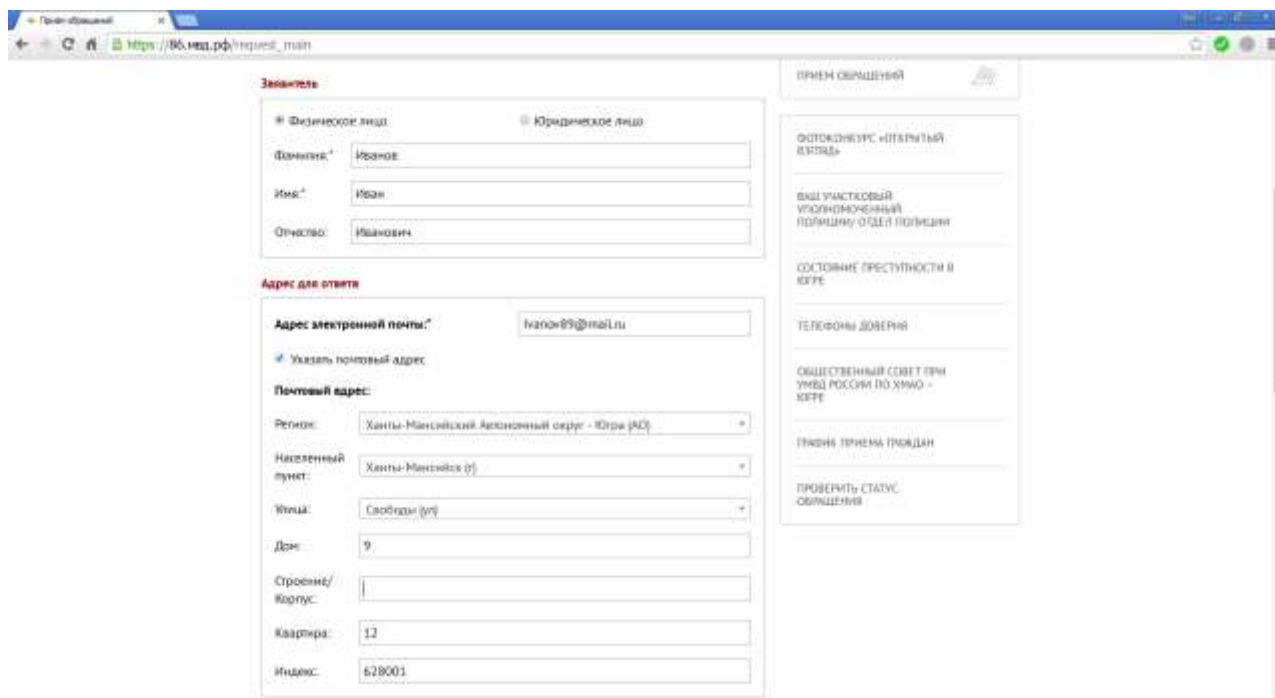 Прием обращений
https://86.мвд.рф/request_main
Заявитель
Физическое лицо
Юридическое лицо
Фамилия:*
Иванов
Имя:*
Иван
Отчество:
Иванович
Адрес для ответа
Адрес электронной почты:*
Ivanov89@mail.ru
Указать почтовый адрес
Почтовый адрес:
Регион:
Ханты-Мансийский Автономный округ - Югра (АО)
Населенный
пункт:
Ханты-Мансийск (г)
Улица:
Свободы (ул)
Дом:
9
Строение/
Корпус:
Квартира:
12
Индекс:
628001
ПРИЕМ ОБРАЩЕНИЙ
ФОТОКОНКУРС «ОТКРЫТЫЙ
ВЗГЛЯД»
ВАШ УЧАСТКОВЫЙ
УПОЛНОМОЧЕННЫЙ
ПОЛИЦИИ/ ОТДЕЛ ПОЛИЦИИ
СОСТОЯНИЕ ПРЕСТУПНОСТИ В
ЮГРЕ
ТЕЛЕФОНЫ ДОВЕРИЯ
ОБЩЕСТВЕННЫЙ СОВЕТ ПРИ
УМВД РОССИИ ПО ХМАО –
ЮГРЕ
ГРАФИК ПРИЕМА ГРАЖДАН
ПРОВЕРИТЬ СТАТУС
ОБРАЩЕНИЯ